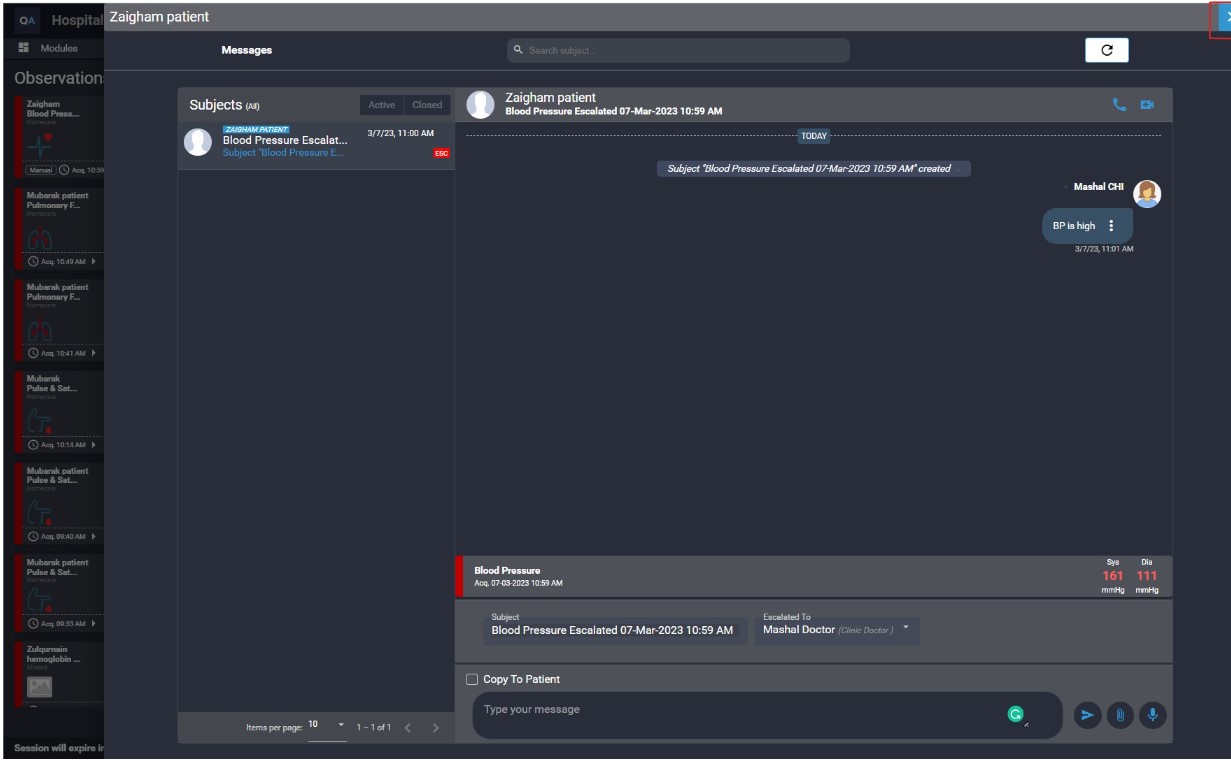 QA Hospital
Zaigham patient
Modules
Messages
Search subject...
Observation
Zaigham
Blood Press...
Homecare
Manual Acq. 10:59
Mubarak patient
Pulmonary F...
Homecare
Acq. 10:49 AM
Mubarak patient
Pulmonary F...
Homecare
Acq. 10:41 AM
Mubarak
Pulse & Sat...
Homecare
Acq. 10:14 AM
Mubarak patient
Pulse & Sat...
Homecare
Acq. 09:40 AM
Mubarak patient
Pulse & Sat...
Homecare
Acq. 09:33 AM
Zulqurnain
hemoglobin ...
Session will expire in
Subjects (All) Active Closed
ZAIGHAM PATIENT
Blood Pressure Escalat... 3/7/23, 11:00 AM
Subject "Blood Pressure E... ESC
Items per page: 10 1 – 1 of 1
Zaigham patient
Blood Pressure Escalated 07-Mar-2023 10:59 AM
TODAY
Subject "Blood Pressure Escalated 07-Mar-2023 10:59 AM" created
Mashal CHI
BP is high
3/7/23, 11:01 AM
Blood Pressure
Acq. 07-03-2023 10:59 AM
Sys Dia
161 111
mmHg mmHg
Subject
Blood Pressure Escalated 07-Mar-2023 10:59 AM
Escalated To
Mashal Doctor (Clinic Doctor )
Copy To Patient
Type your message